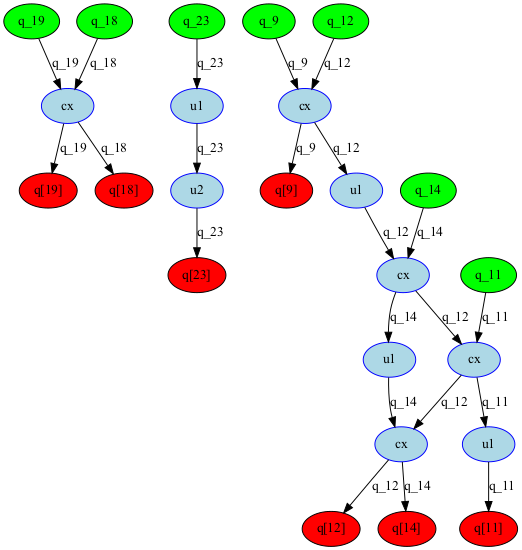 q_19 q_18 q_23 q_9 q_12
q_19 q_18 q_23 q_9 q_12
cx u1 cx
q_19 q_18 q_23 q_9 q_12
q[19] q[18] u2 q[9] u1 q_14
q_23 q_12 q_14
q[23] cx q_11
q_14 q_12 q_11
u1 cx
q_14 q_12 q_11
cx u1
q_12 q_14 q_11
q[12] q[14] q[11]